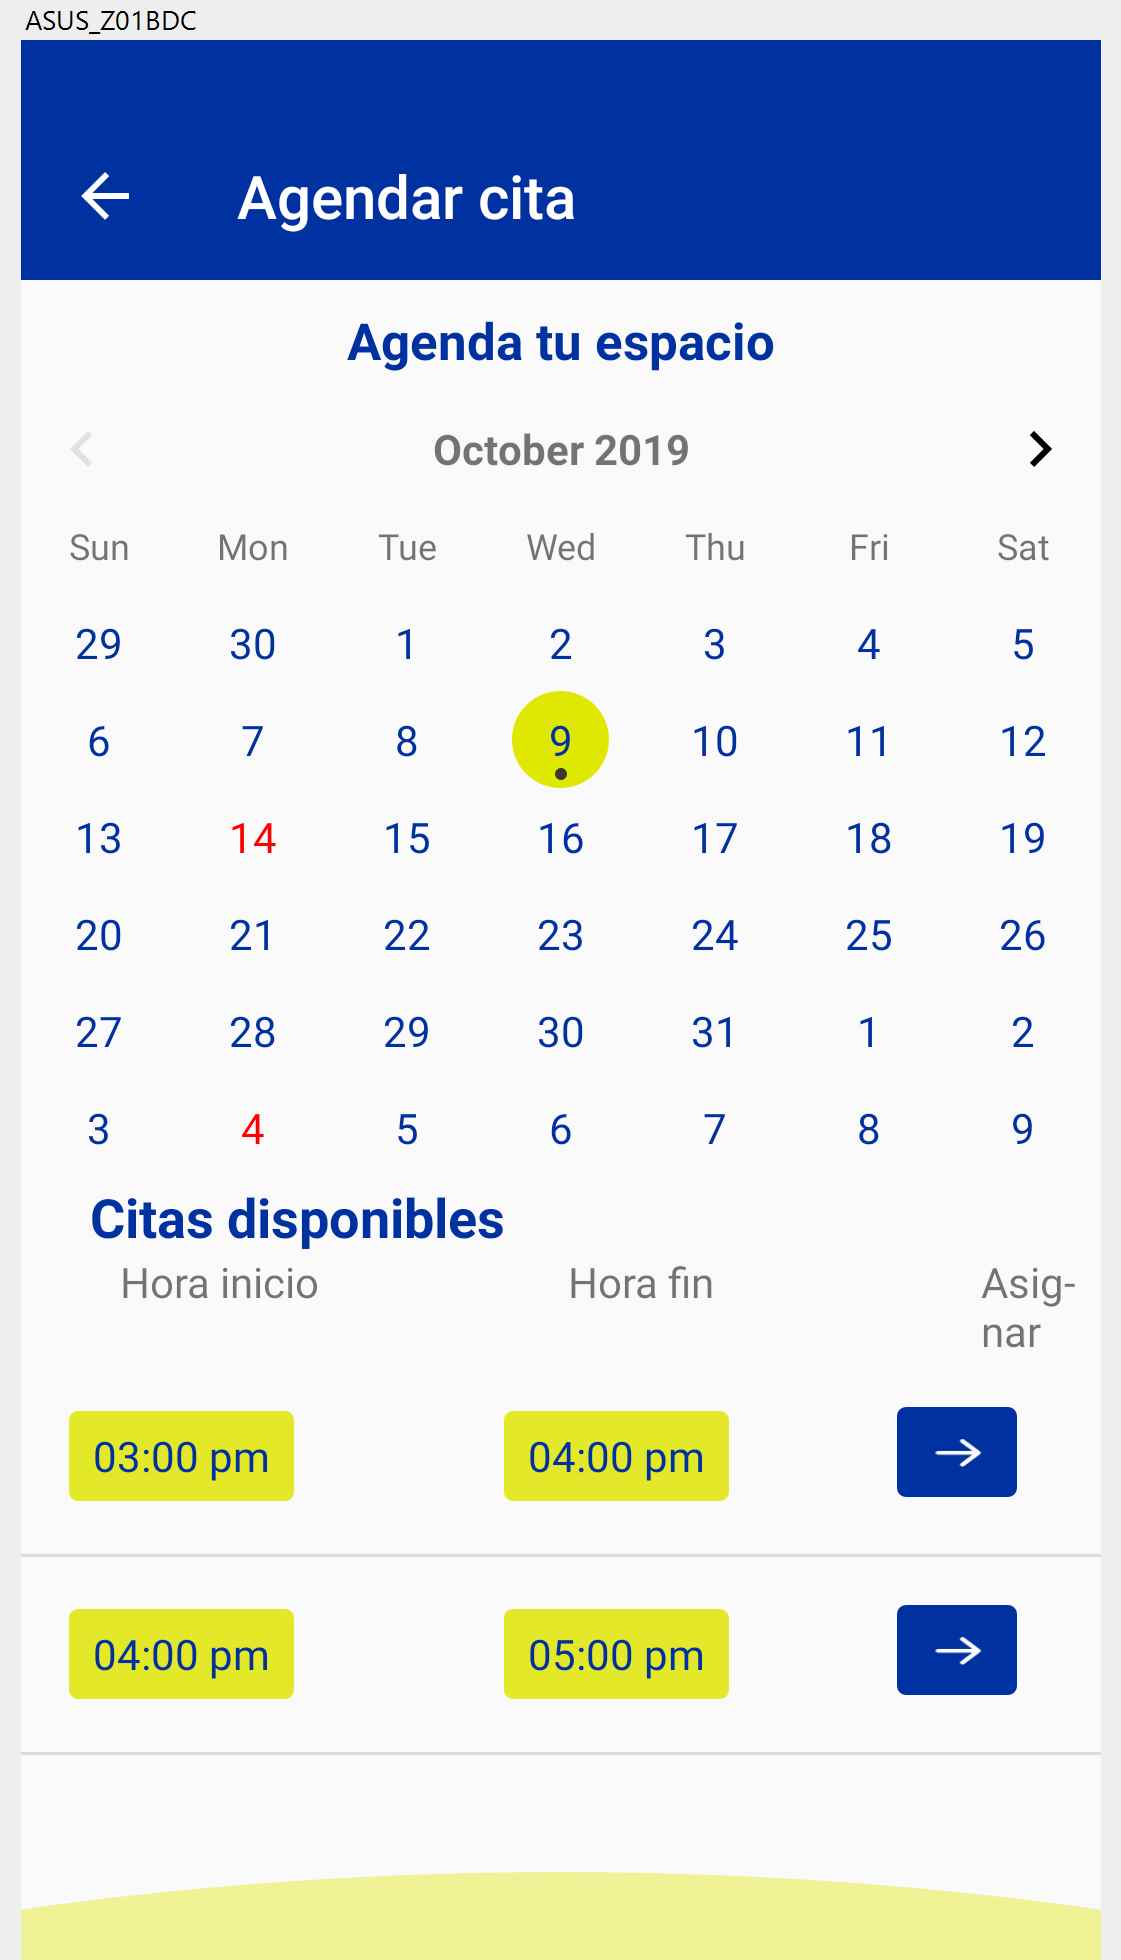 ASUS_Z01BDC
Agendar cita
Agenda tu espacio
October 2019
Sun Mon Tue Wed Thu Fri Sat
29 30 1 2 3 4 5
6 7 8 9 10 11 12
13 14 15 16 17 18 19
20 21 22 23 24 25 26
27 28 29 30 31 1 2
3 4 5 6 7 8 9
Citas disponibles
Hora inicio Hora fin Asig-
nar
03:00 pm 04:00 pm
04:00 pm 05:00 pm